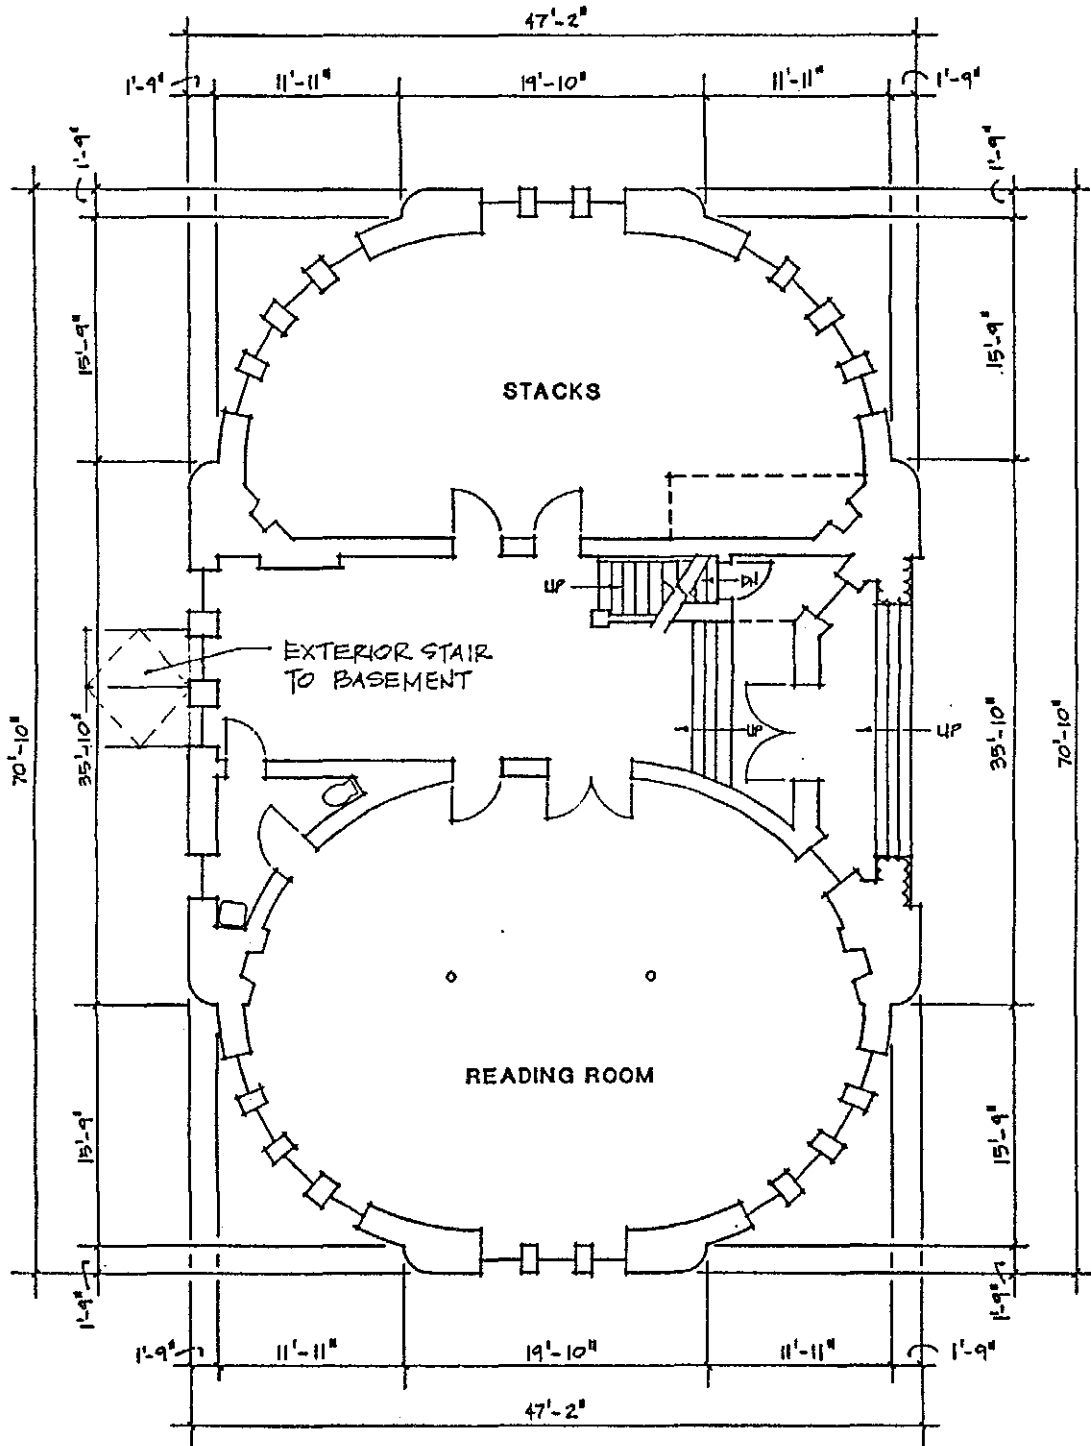 47'-2"
1'-9" 11'-11" 19'-10" 11'-11" 1'-9"
1'-9" 1'-9"
15'-9" 15'-9"
STACKS
UP DN
EXTERIOR STAIR
TO BASEMENT
70'-10" 35'-10" UP UP 35'-10" 70'-10"
READING ROOM
15'-9" 15'-9"
1'-9" 1'-9"
1'-9" 11'-11" 19'-10" 11'-11" 1'-9"
47'-2"